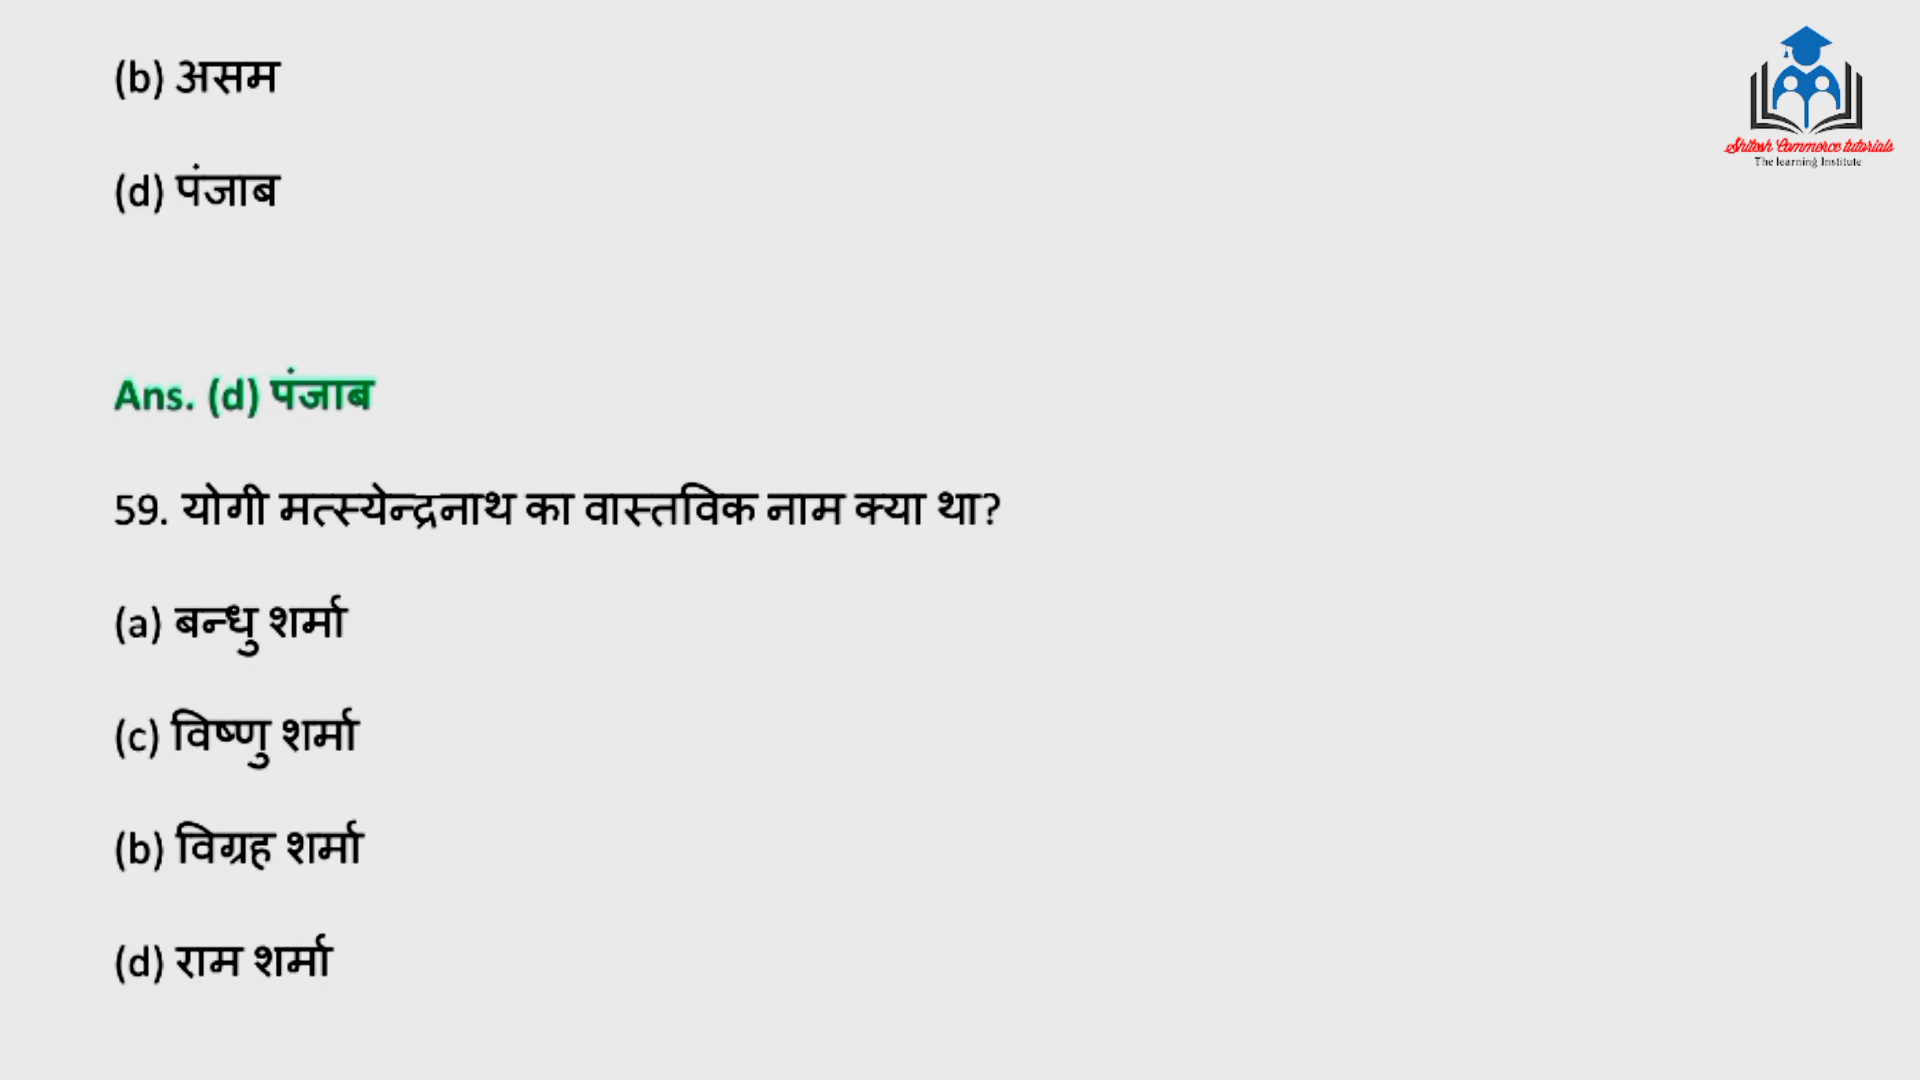 (b) असम
Shitesh Commerce tutorials
The learning Institute
(d) पंजाब
Ans. (d) पंजाब
59. योगी मत्स्येन्द्रनाथ का वास्तविक नाम क्या था?
(a) बन्धु शर्मा
(c) विष्णु शर्मा
(b) विग्रह शर्मा
(d) राम शर्मा